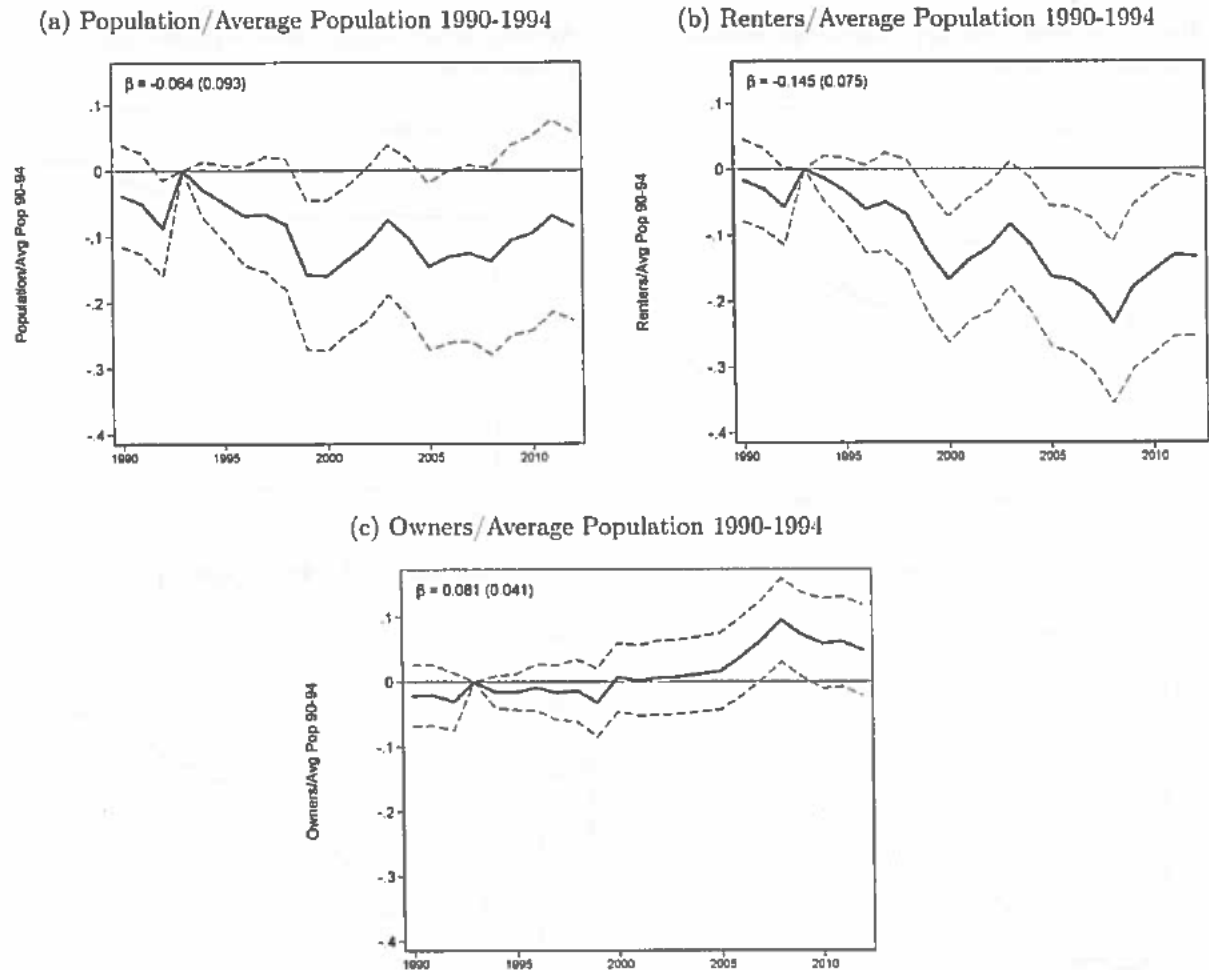 (a) Population/Average Population 1990-1994
β = -0.064 (0.093)
Population/Avg Pop 90-94
.1
0
-.1
-.2
-.3
-.4
1990 1995 2000 2005 2010
(b) Renters/Average Population 1990-1994
β = -0.145 (0.075)
Renters/Avg Pop 90-94
.1
0
-.1
-.2
-.3
-.4
1990 1995 2000 2005 2010
(c) Owners/Average Population 1990-1994
β = 0.081 (0.041)
Owners/Avg Pop 90-94
.1
0
-.1
-.2
-.3
-.4
1990 1995 2000 2005 2010